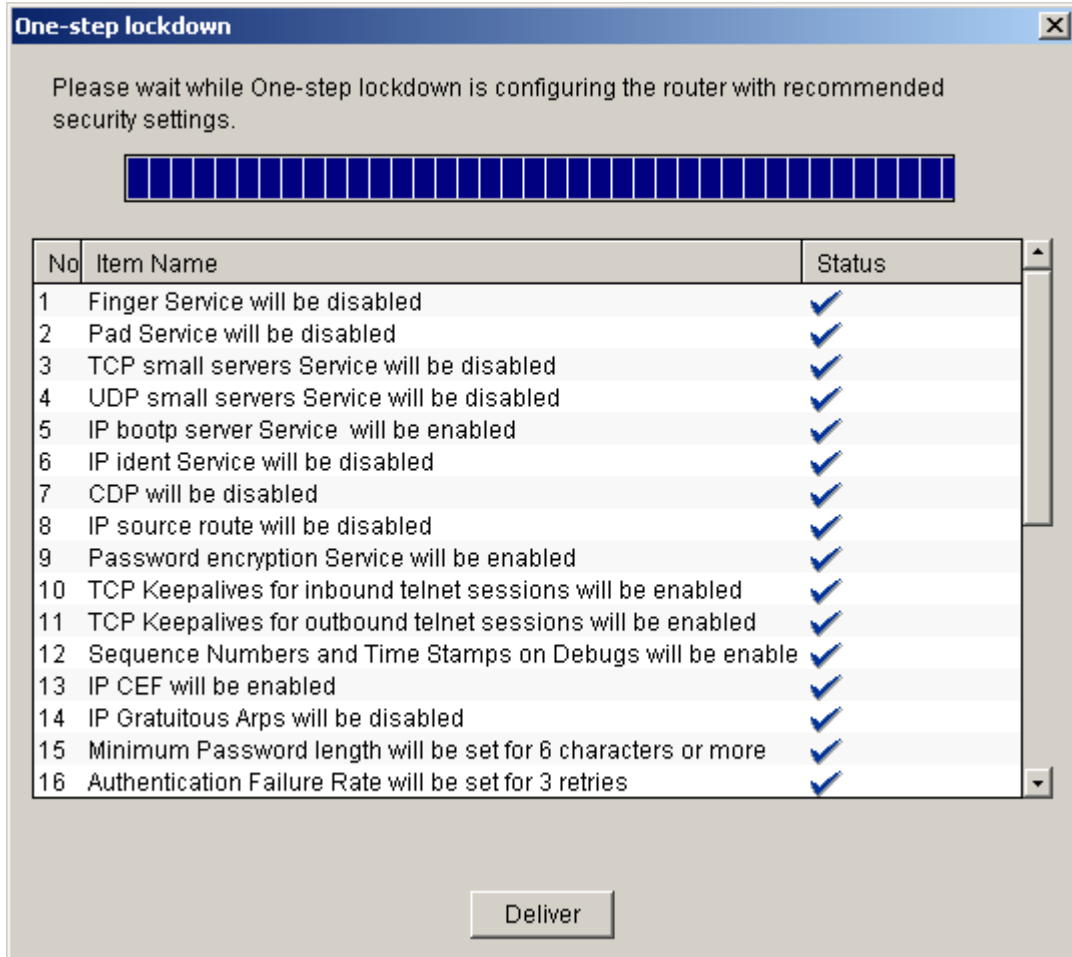 One-step lockdown
Please wait while One-step lockdown is configuring the router with recommended
security settings.
No Item Name Status
1 Finger Service will be disabled
2 Pad Service will be disabled
3 TCP small servers Service will be disabled
4 UDP small servers Service will be disabled
5 IP bootp server Service will be enabled
6 IP ident Service will be disabled
7 CDP will be disabled
8 IP source route will be disabled
9 Password encryption Service will be enabled
10 TCP Keepalives for inbound telnet sessions will be enabled
11 TCP Keepalives for outbound telnet sessions will be enabled
12 Sequence Numbers and Time Stamps on Debugs will be enable
13 IP CEF will be enabled
14 IP Gratuitous Arps will be disabled
15 Minimum Password length will be set for 6 characters or more
16 Authentication Failure Rate will be set for 3 retries
Deliver